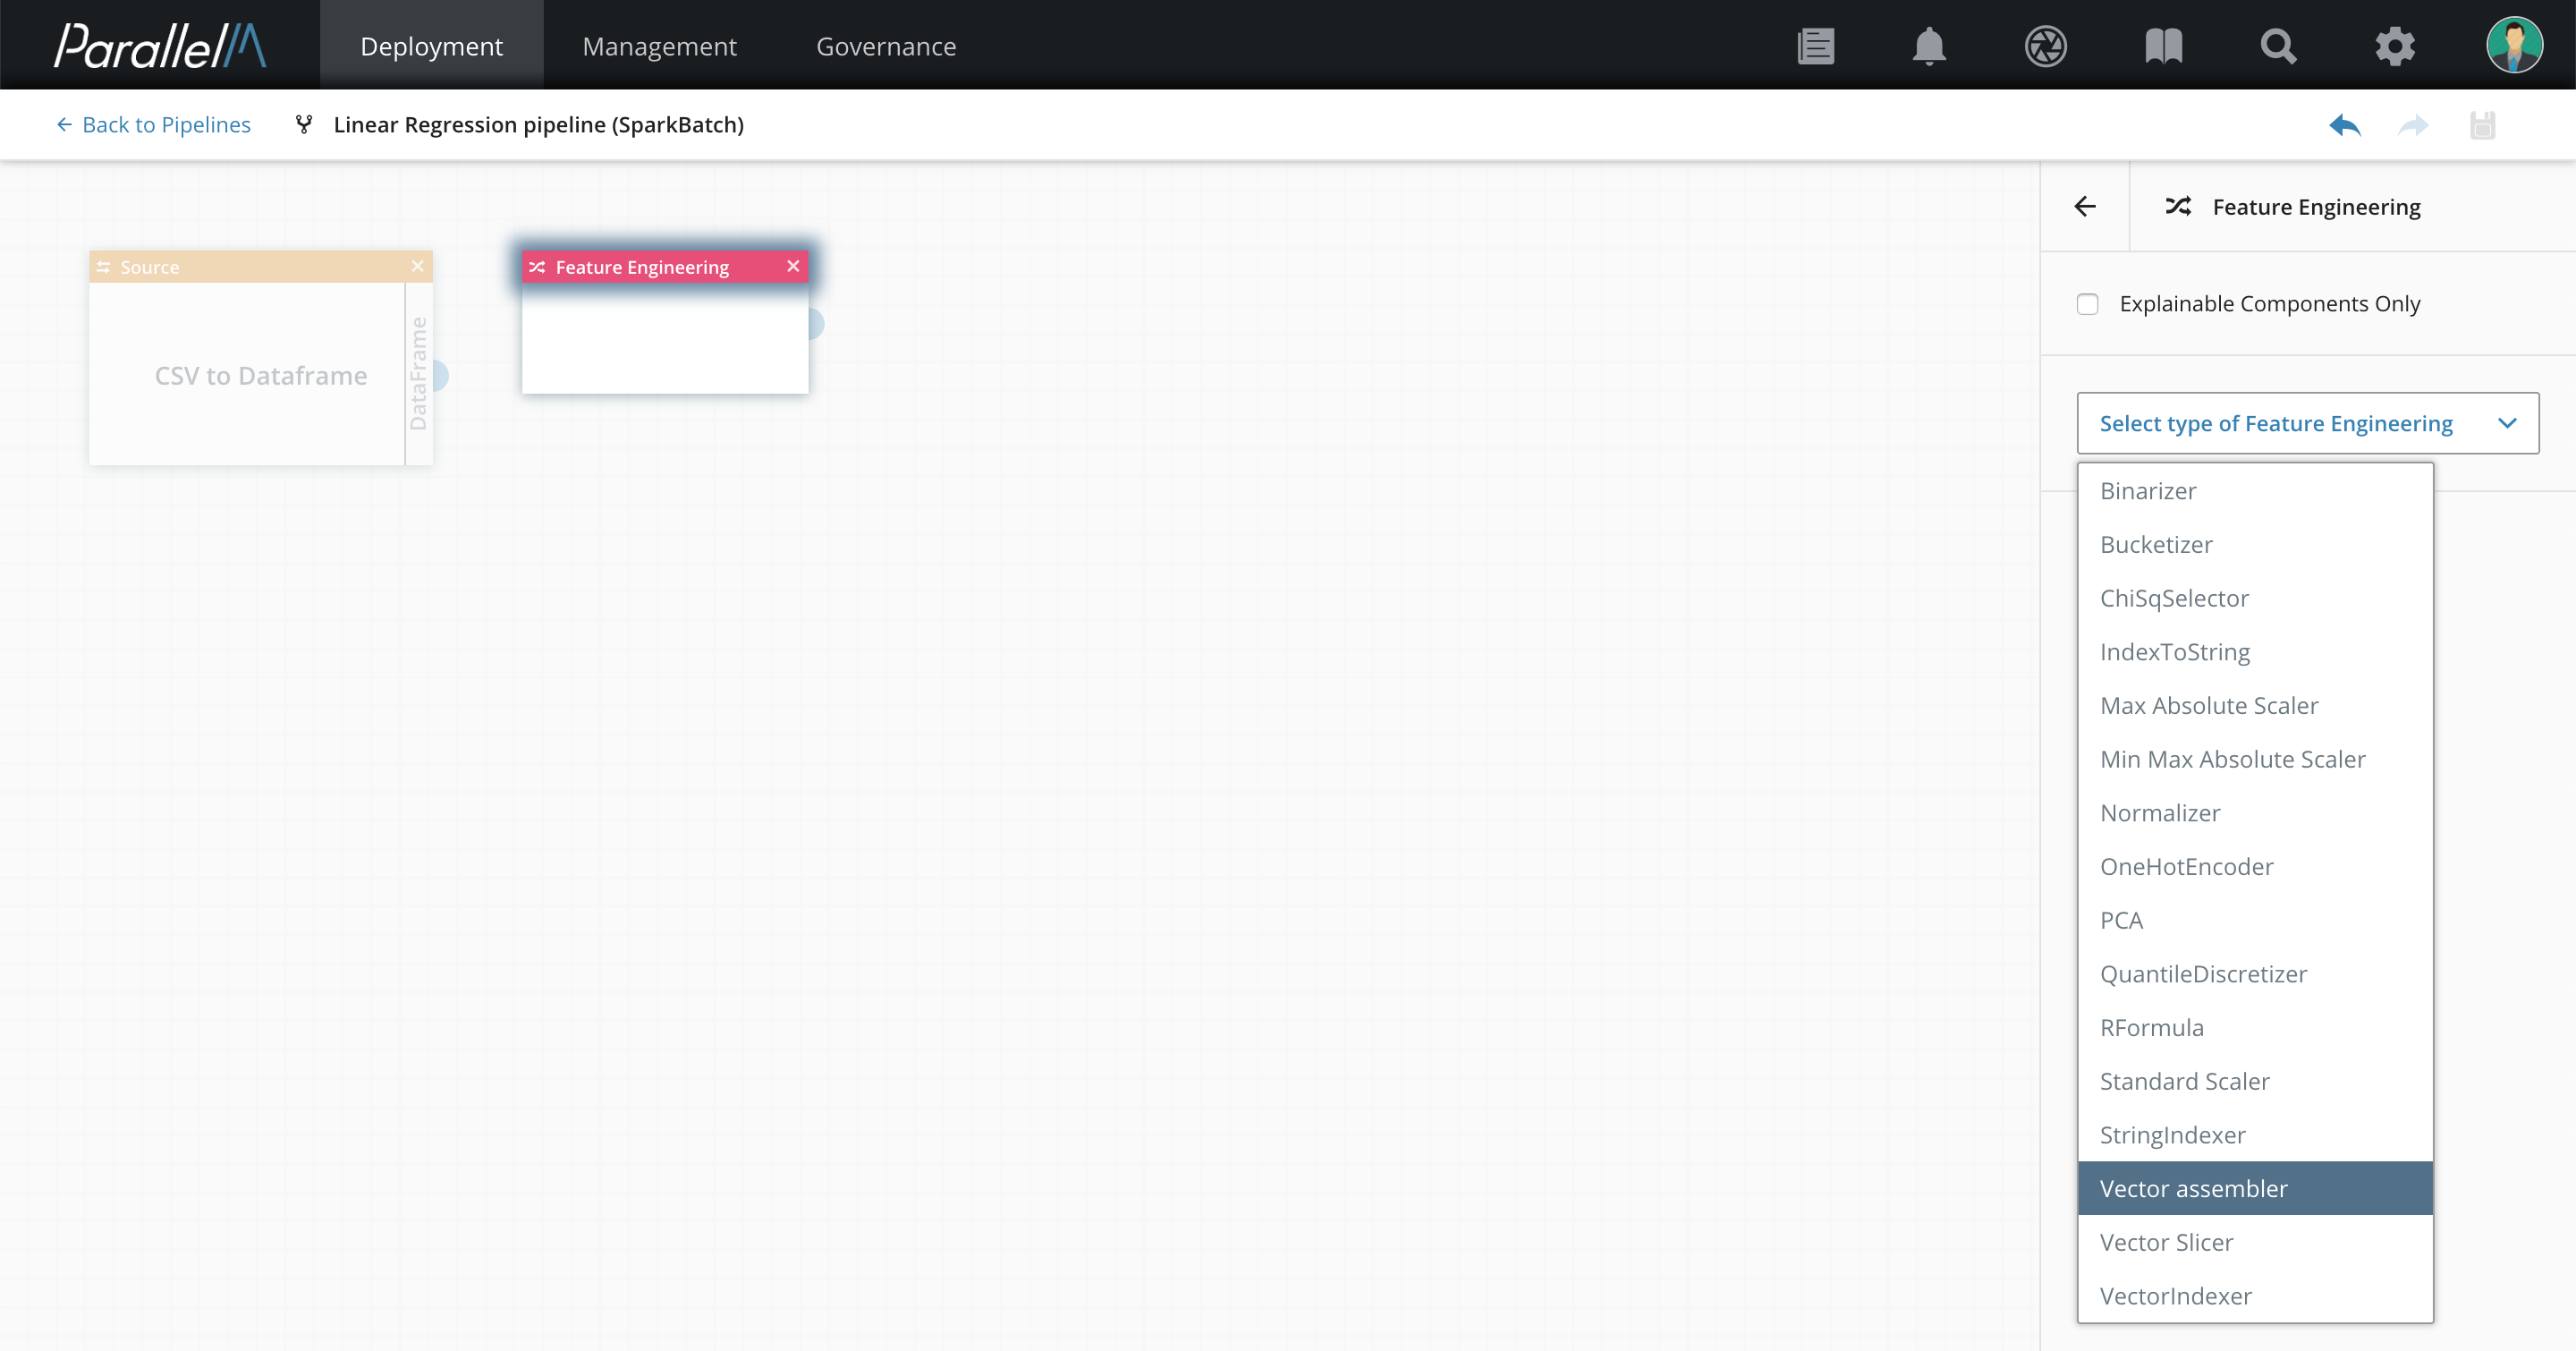 ParallelM
Deployment
Management
Governance
Back to Pipelines
Linear Regression pipeline (SparkBatch)
Source
CSV to Dataframe
DataFrame
Feature Engineering
Feature Engineering
Explainable Components Only
Select type of Feature Engineering
Binarizer
Bucketizer
ChiSqSelector
IndexToString
Max Absolute Scaler
Min Max Absolute Scaler
Normalizer
OneHotEncoder
PCA
QuantileDiscretizer
RFormula
Standard Scaler
StringIndexer
Vector assembler
Vector Slicer
VectorIndexer